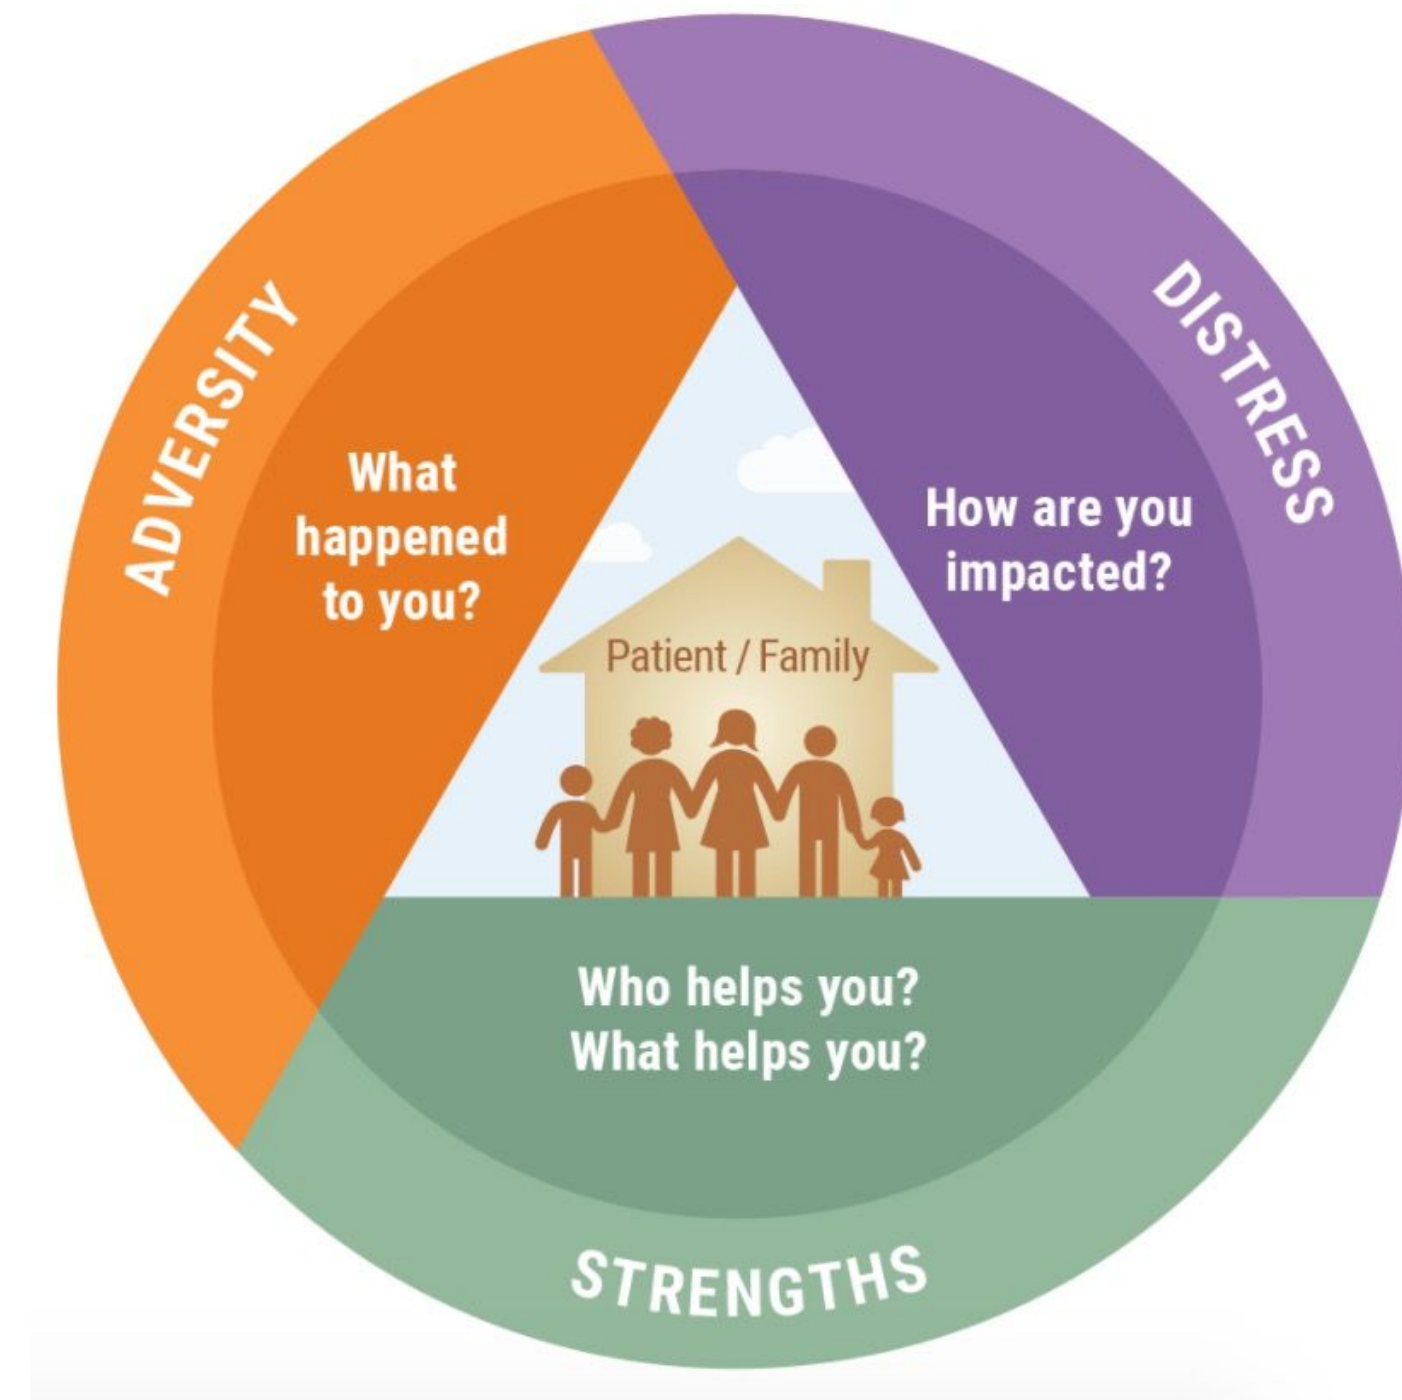 ADVERSITY
What
happened
to you?
DISTRESS
How are you
impacted?
Patient / Family
Who helps you?
What helps you?
STRENGTHS